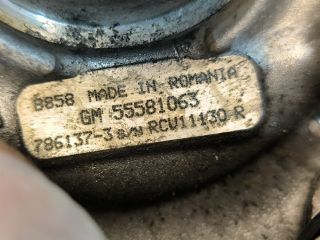 B858 MADE IN ROMANIA
GM 55581063
786137-3 S/N RCV11130 R